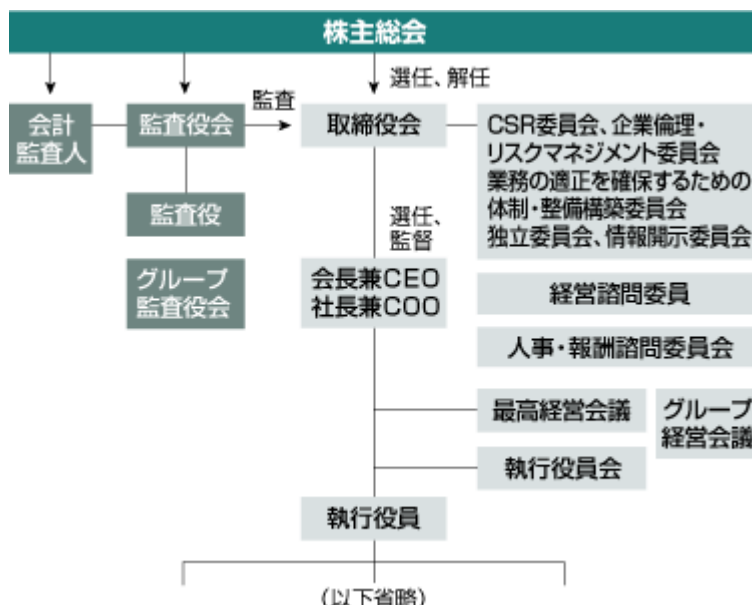 株主総会
選任、解任
監査
会計
監査人
監査役会
取締役会
CSR委員会、企業倫理・
リスクマネジメント委員会
業務の適正を確保するための
体制・整備構築委員会
独立委員会、情報開示委員会
監査役
選任、
監督
グループ
監査役会
会長兼CEO
社長兼COO
経営諮問委員
人事・報酬諮問委員会
最高経営会議
グループ
経営会議
執行役員会
執行役員
(以下省略)